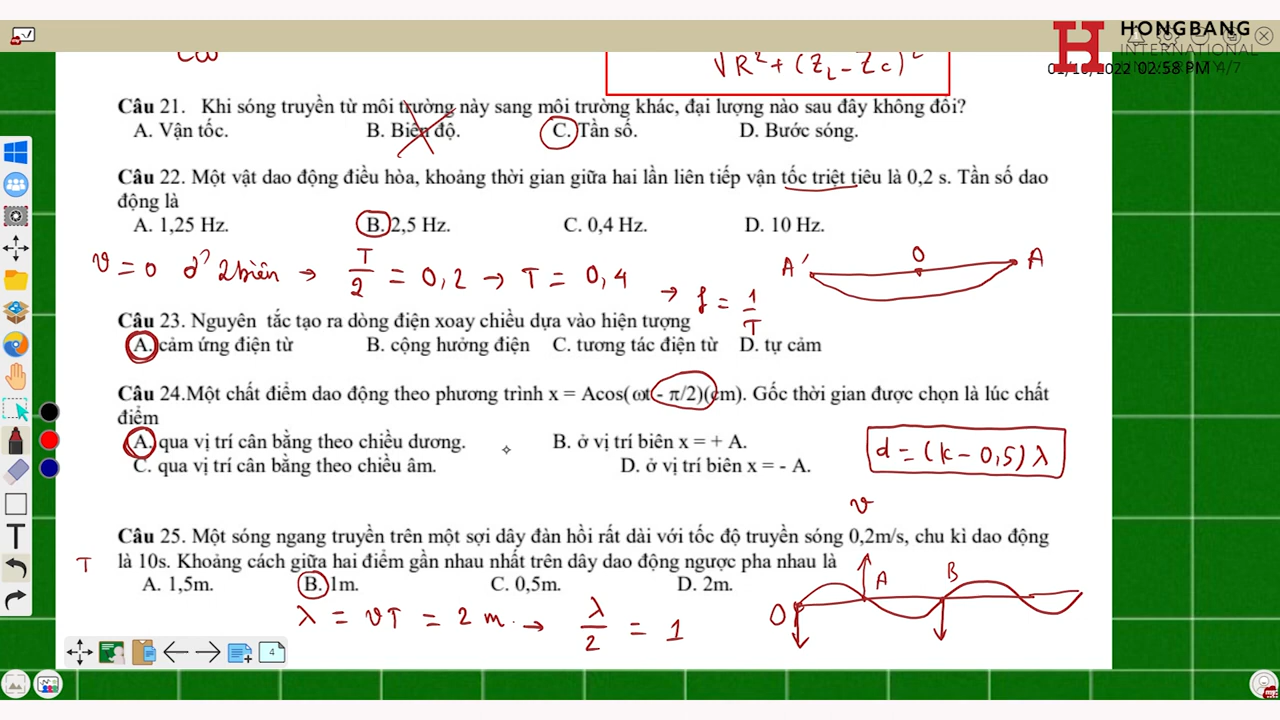 HONGBANG
INTERNATIONAL
UNIVERSITY
01/10/2022 02:58 PM 4/7
√R² + (Z_L - Z_C)²
Câu 21. Khi sóng truyền từ môi trường này sang môi trường khác, đại lượng nào sau đây không đổi?
A. Vận tốc. B. Biên độ. C. Tần số. D. Bước sóng.
Câu 22. Một vật dao động điều hòa, khoảng thời gian giữa hai lần liên tiếp vận tốc triệt tiêu là 0,2 s. Tần số dao
động là
A. 1,25 Hz. B. 2,5 Hz. C. 0,4 Hz. D. 10 Hz.
v = 0 ở 2 biên → T/2 = 0,2 → T = 0,4
→ f = 1/T
A' O A
Câu 23. Nguyên tắc tạo ra dòng điện xoay chiều dựa vào hiện tượng
A. cảm ứng điện từ B. cộng hưởng điện C. tương tác điện từ D. tự cảm
Câu 24.Một chất điểm dao động theo phương trình x = Acos(ωt - π/2)(cm). Gốc thời gian được chọn là lúc chất
điểm
A. qua vị trí cân bằng theo chiều dương. B. ở vị trí biên x = + A.
C. qua vị trí cân bằng theo chiều âm. D. ở vị trí biên x = - A.
d = (k - 0,5) λ
v
Câu 25. Một sóng ngang truyền trên một sợi dây đàn hồi rất dài với tốc độ truyền sóng 0,2m/s, chu kì dao động
T
là 10s. Khoảng cách giữa hai điểm gần nhau nhất trên dây dao động ngược pha nhau là
A. 1,5m. B. 1m. C. 0,5m. D. 2m.
λ = vT = 2 m. → λ/2 = 1
O A B
T
4